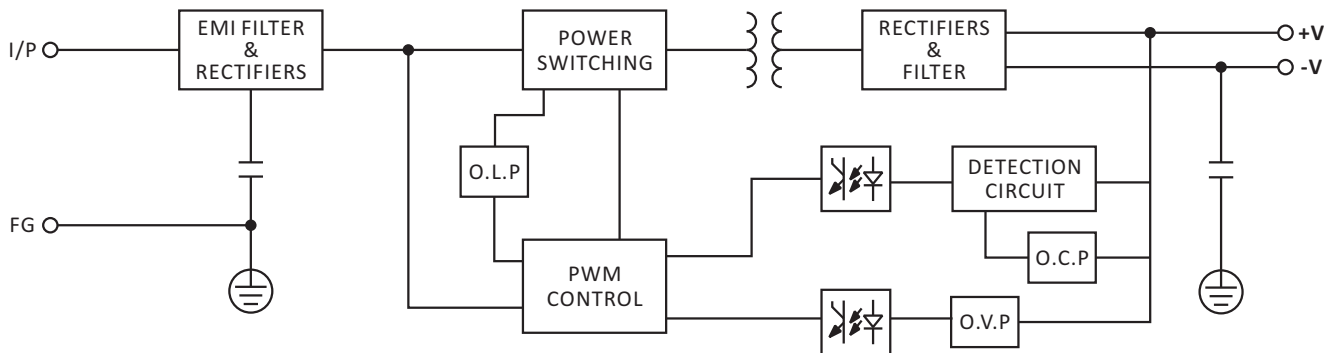 I/P
EMI FILTER
&
RECTIFIERS
POWER
SWITCHING
RECTIFIERS
&
FILTER
+V
-V
O.L.P
DETECTION
CIRCUIT
FG
O.C.P
PWM
CONTROL
O.V.P